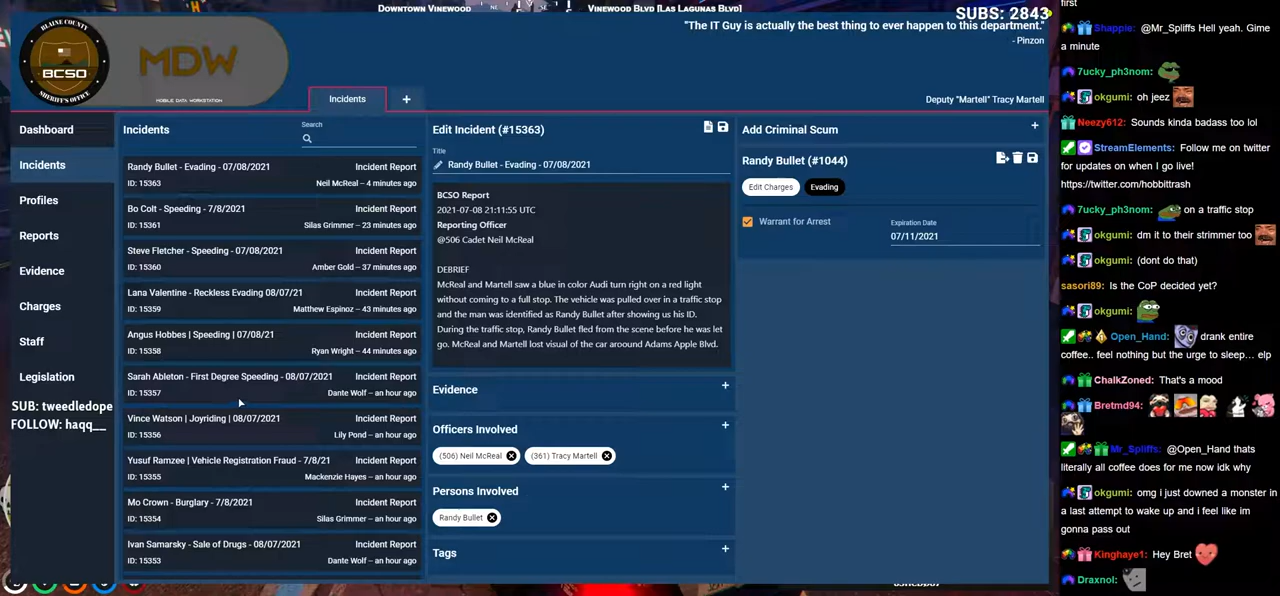 Downtown Vinewood
Vinewood Blvd [Las Lagunas Blvd]
SUBS: 2843
"The IT Guy is actually the best thing to ever happen to this department."
- Pinzon
BLAINE COUNTY
BCSO
SHERIFF'S OFFICE
MDW
MOBILE DATA WORKSTATION
Incidents
+
Deputy "Martell" Tracy Martell
Dashboard
Incidents
Profiles
Reports
Evidence
Charges
Staff
Legislation
SUB: tweedledope
FOLLOW: haqq__
Incidents
Search
Randy Bullet - Evading - 07/08/2021 Incident Report
ID: 15363 Neil McReal – 4 minutes ago
Bo Colt - Speeding - 7/8/2021 Incident Report
ID: 15361 Silas Grimmer – 23 minutes ago
Steve Fletcher - Speeding - 07/08/2021 Incident Report
ID: 15360 Amber Gold – 37 minutes ago
Lana Valentine - Reckless Evading 08/07/21 Incident Report
ID: 15359 Matthew Espinoz – 43 minutes ago
Angus Hobbes | Speeding | 07/08/21 Incident Report
ID: 15358 Ryan Wright – 44 minutes ago
Sarah Ableton - First Degree Speeding - 08/07/2021 Incident Report
ID: 15357 Dante Wolf – an hour ago
Vince Watson | Joyriding | 08/07/2021 Incident Report
ID: 15356 Lily Pond – an hour ago
Yusuf Ramzee | Vehicle Registration Fraud - 7/8/21 Incident Report
ID: 15355 Mackenzie Hayes – an hour ago
Mo Crown - Burglary - 7/8/2021 Incident Report
ID: 15354 Silas Grimmer – an hour ago
Ivan Samarsky - Sale of Drugs - 08/07/2021 Incident Report
ID: 15353 Dante Wolf – an hour ago
Edit Incident (#15363)
Title
Randy Bullet - Evading - 07/08/2021
BCSO Report
2021-07-08 21:11:55 UTC
Reporting Officer
@506 Cadet Neil McReal
DEBRIEF
McReal and Martell saw a blue in color Audi turn right on a red light
without coming to a full stop. The vehicle was pulled over in a traffic stop
and the man was identified as Randy Bullet after showing us his ID.
During the traffic stop, Randy Bullet fled from the scene before he was let
go. McReal and Martell lost visual of the car aroound Adams Apple Blvd.
Evidence +
Officers Involved +
(506) Neil McReal (361) Tracy Martell
Persons Involved +
Randy Bullet
Tags +
Add Criminal Scum +
Randy Bullet (#1044)
Edit Charges Evading
Warrant for Arrest
Expiration Date
07/11/2021
first
Shappie: @Mr_Spliffs Hell yeah. Gime
a minute
7ucky_ph3nom:
okgumi: oh jeez
Neezy612: Sounds kinda badass too lol
StreamElements: Follow me on twitter
for updates on when I go live!
https://twitter.com/hobbittrash
7ucky_ph3nom: on a traffic stop
okgumi: dm it to their strimmer too
okgumi: (dont do that)
sasori89: Is the CoP decided yet?
okgumi:
Open_Hand: drank entire
coffee.. feel nothing but the urge to sleep... elp
ChalkZoned: That's a mood
Bretmd94:
Mr_Spliffs: @Open_Hand thats
literally all coffee does for me now idk why
okgumi: omg i just downed a monster in
a last attempt to wake up and i feel like im
gonna pass out
Kinghaye1: Hey Bret
Draxnol: